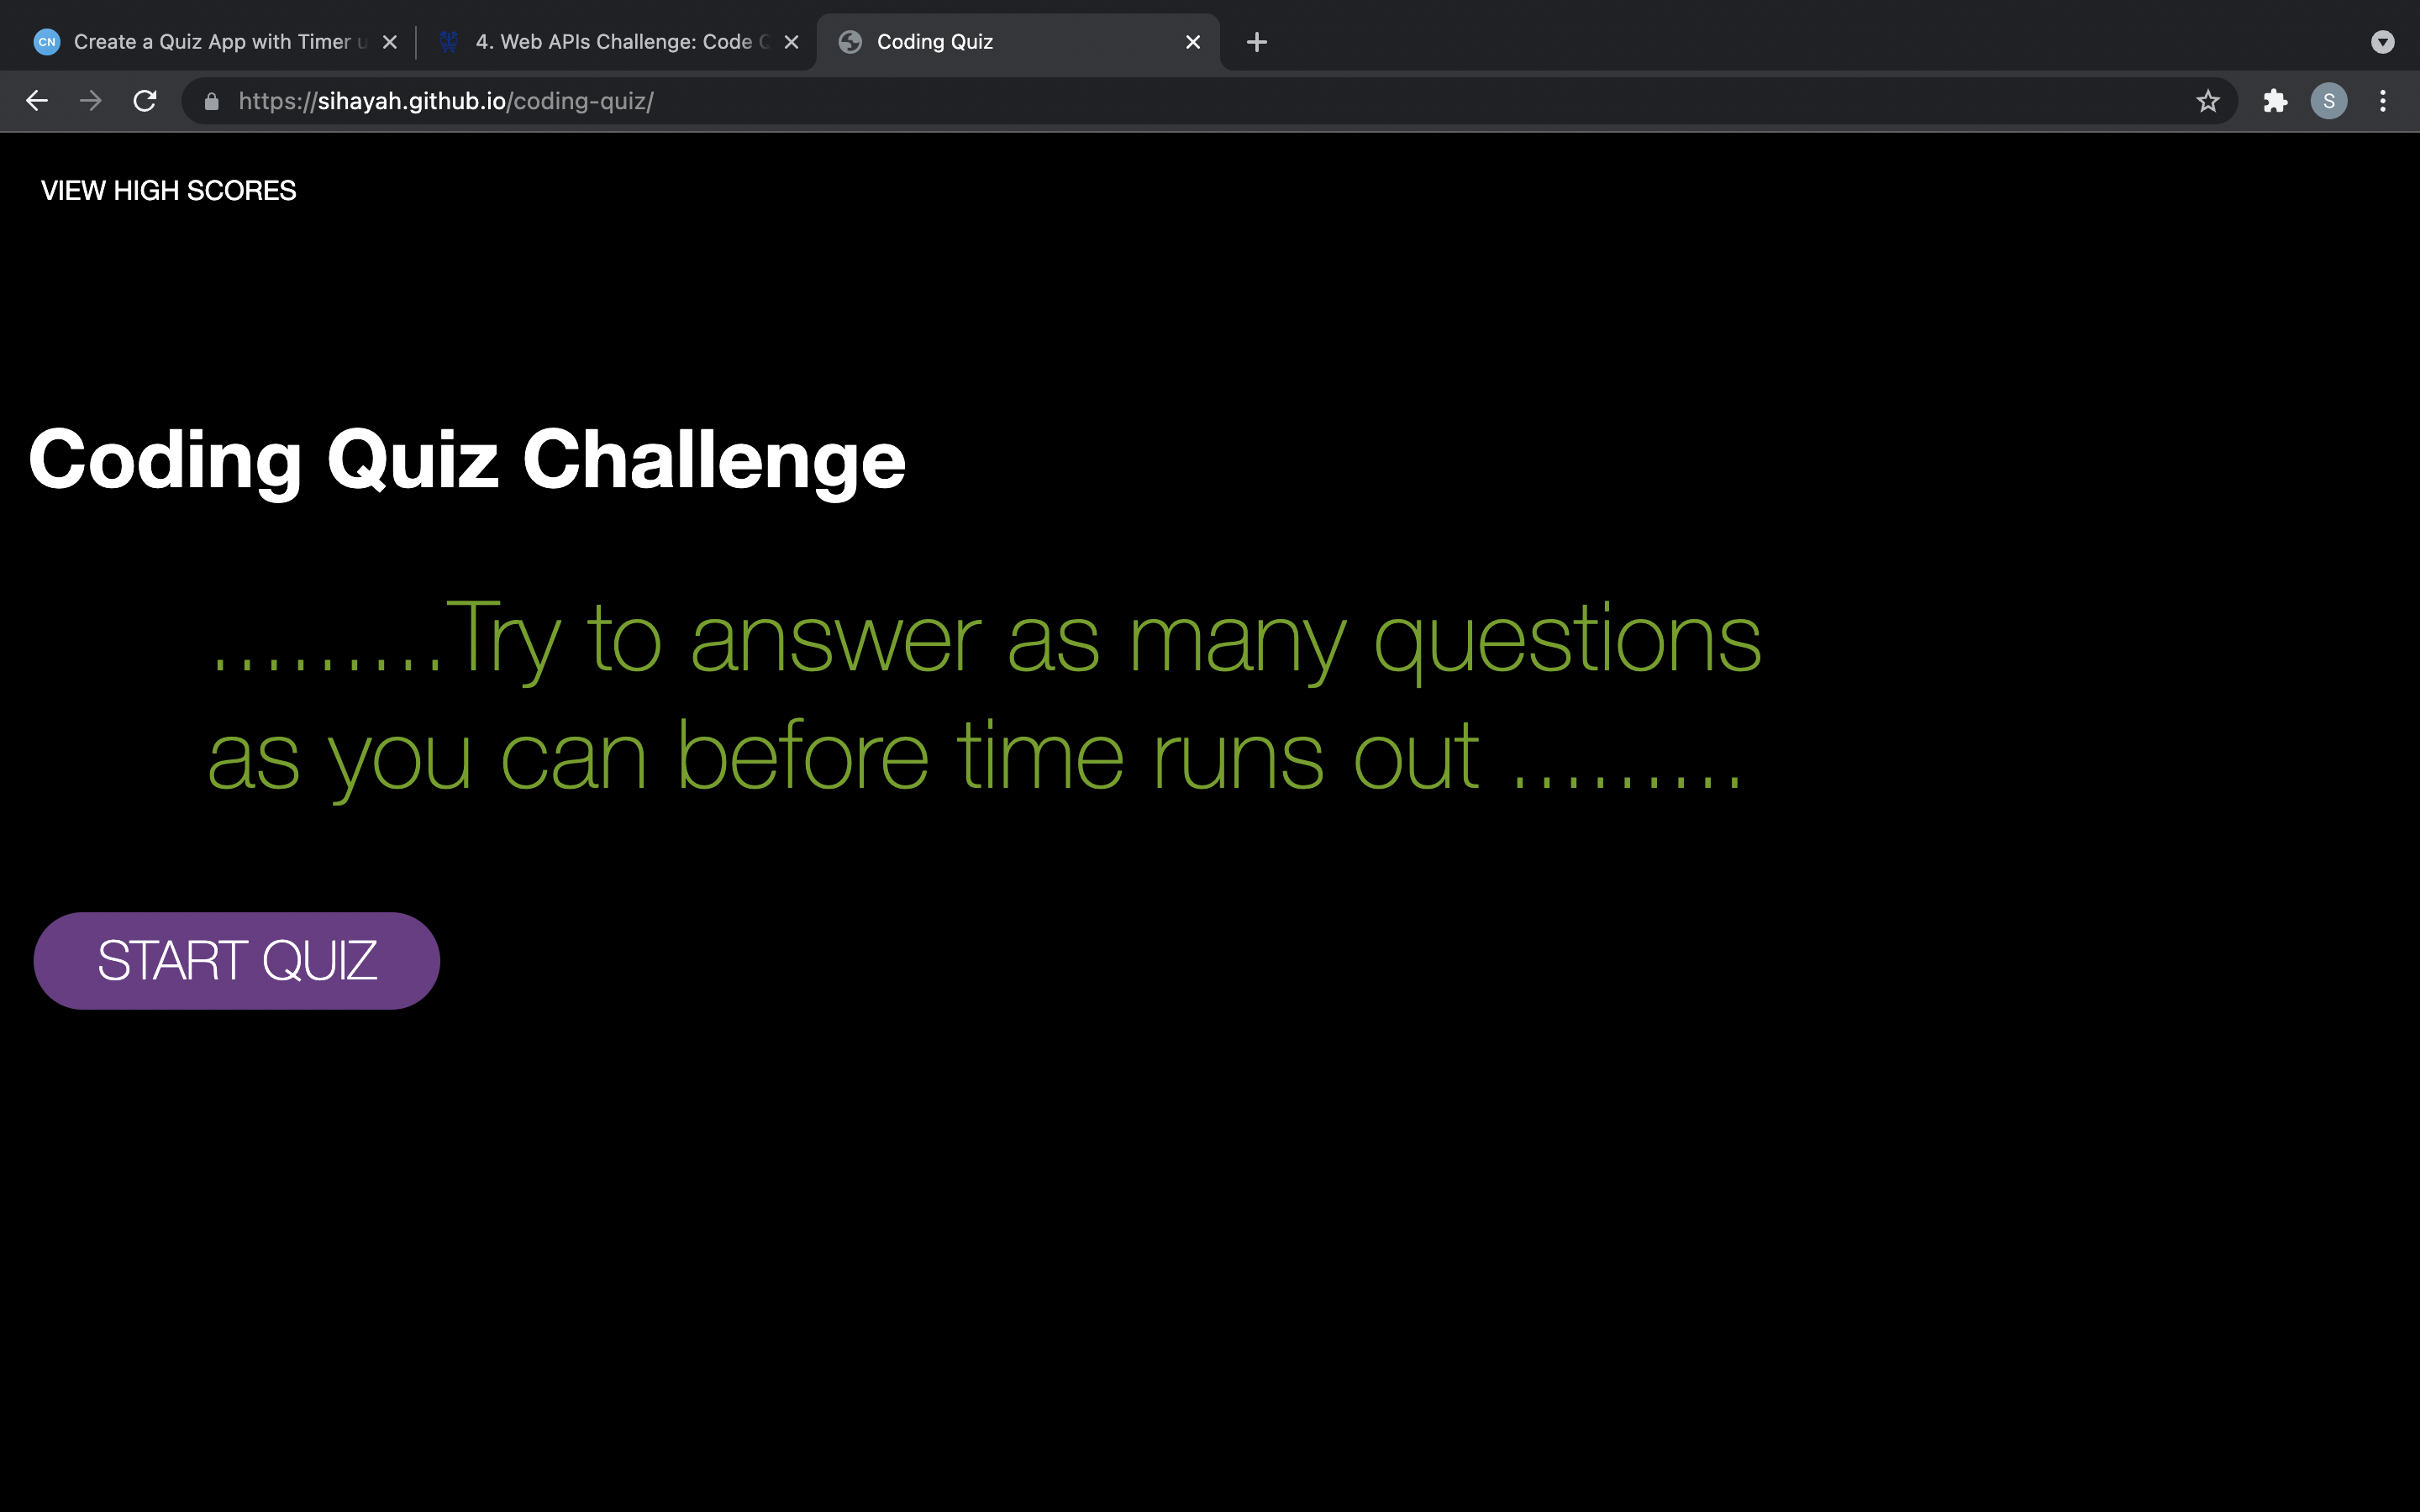 CN Create a Quiz App with Timer u
4. Web APIs Challenge: Code Q
Coding Quiz
https://sihayah.github.io/coding-quiz/
S
VIEW HIGH SCORES
Coding Quiz Challenge
.........Try to answer as many questions
as you can before time runs out .........
START QUIZ